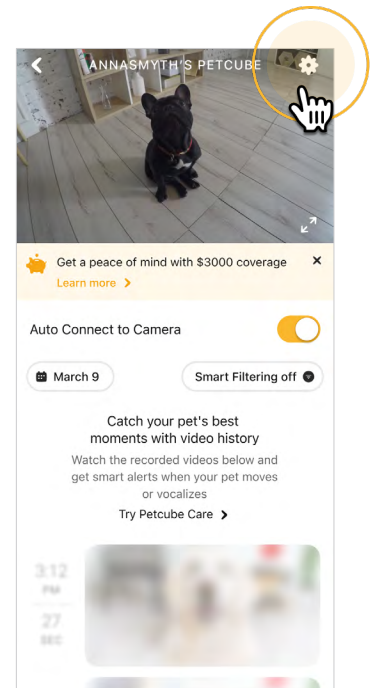 ANNASMYTH'S PETCUBE
Get a peace of mind with $3000 coverage
Learn more
Auto Connect to Camera
March 9
Smart Filtering off
Catch your pet's best
moments with video history
Watch the recorded videos below and
get smart alerts when your pet moves
or vocalizes
Try Petcube Care
3:12
PM
27
SEC